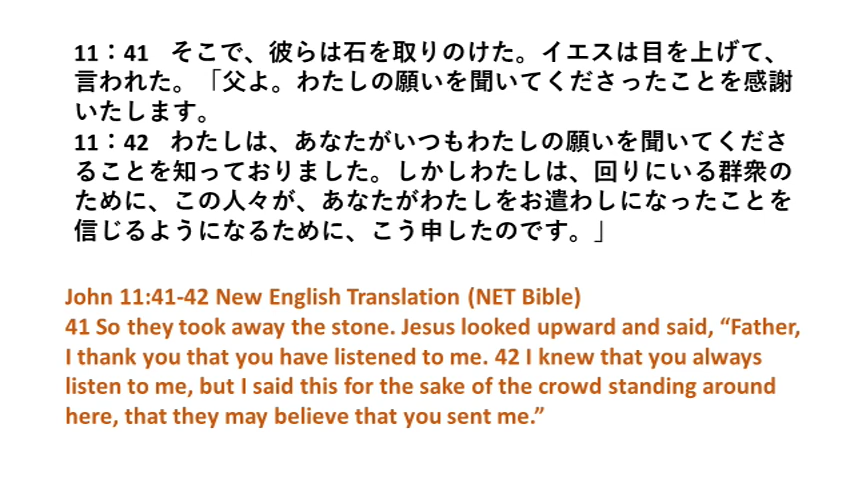 11：41　そこで、彼らは石を取りのけた。イエスは目を上げて、
言われた。「父よ。わたしの願いを聞いてくださったことを感謝
いたします。
11：42　わたしは、あなたがいつもわたしの願いを聞いてくださ
ることを知っておりました。しかしわたしは、回りにいる群衆の
ために、この人々が、あなたがわたしをお遣わしになったことを
信じるようになるために、こう申したのです。」
John 11:41-42 New English Translation (NET Bible)
41 So they took away the stone. Jesus looked upward and said, “Father,
I thank you that you have listened to me. 42 I knew that you always
listen to me, but I said this for the sake of the crowd standing around
here, that they may believe that you sent me.”